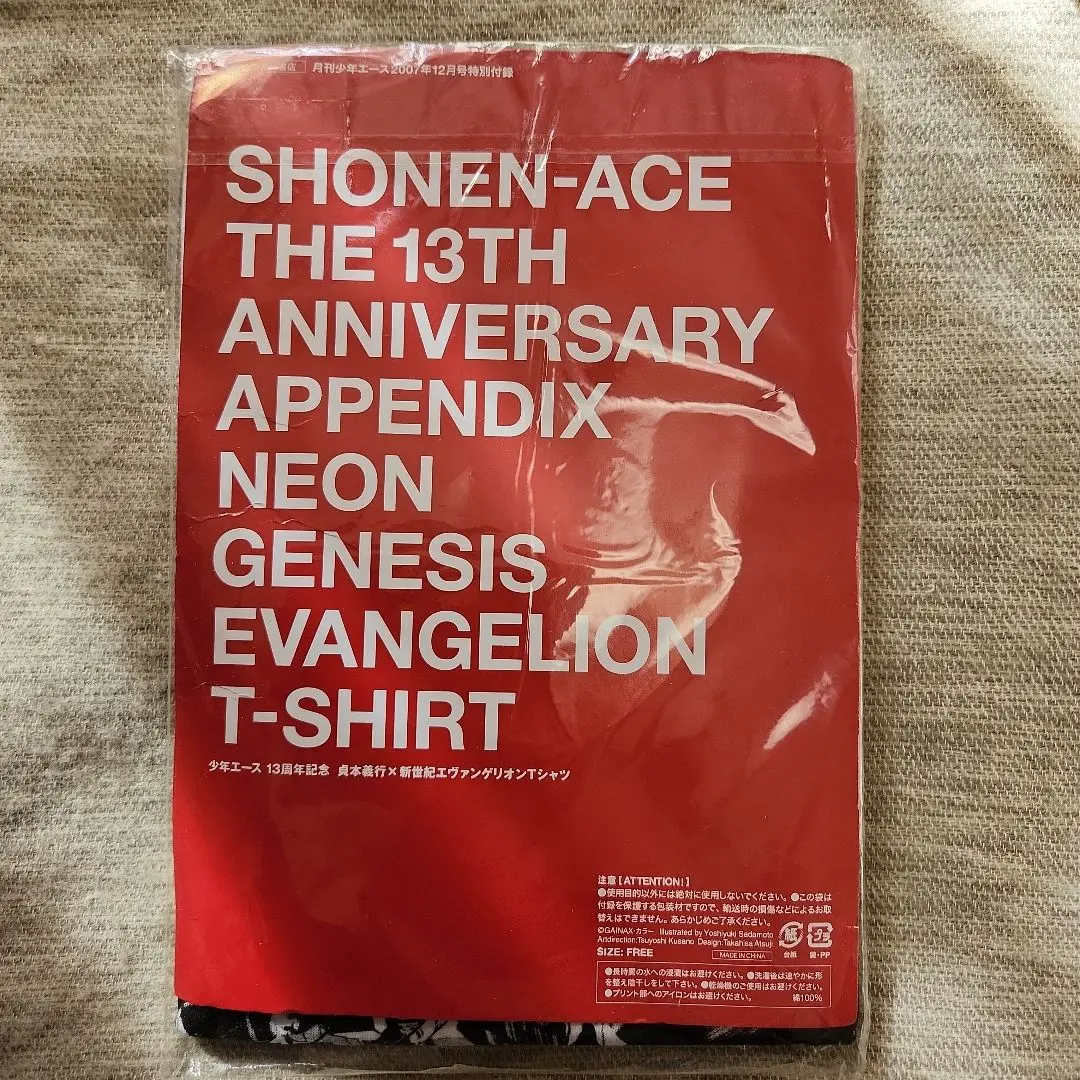 書店 月刊少年エース2007年12月号特別付録
SHONEN-ACE
THE 13TH
ANNIVERSARY
APPENDIX
NEON
GENESIS
EVANGELION
T-SHIRT
少年エース 13周年記念 貞本義行×新世紀エヴァンゲリオンTシャツ
注意【ATTENTION!】
●使用目的以外には絶対に使用しないでください。●この袋は
付録を保護する包装材ですので、輸送時の損傷などによるお取
替えはできません。あらかじめご了承ください。
©GAINAX・カラー Illustrated by Yoshiyuki Sadamoto
Artdirection:Tsuyoshi Kusano Design:Takahisa Atsuji
SIZE: FREE
MADE IN CHINA
紙 プラ
台紙 袋・PP
●長時間の水への浸漬はお避けください。●洗濯後は速やかに形
を整え陰干しをして下さい。●乾燥機のご使用はお避けください。
●プリント部へのアイロンはお避けください。 綿100%